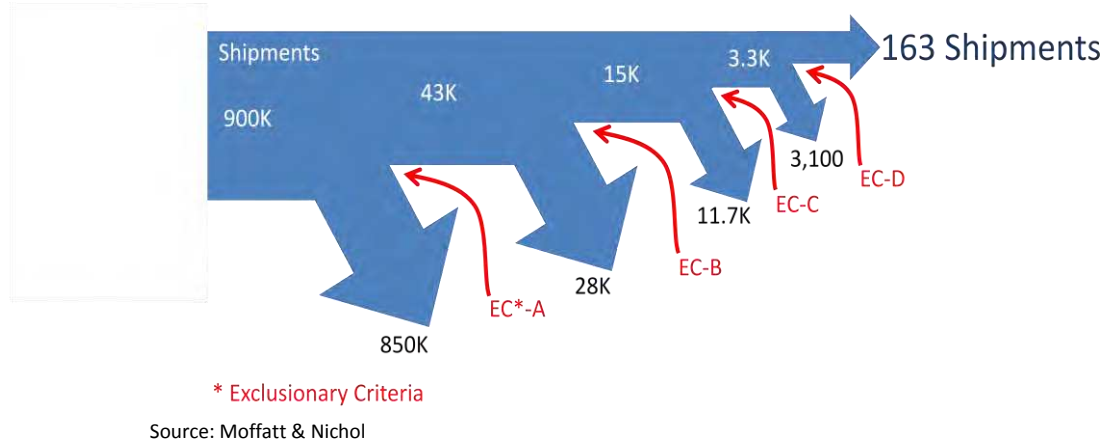 163 Shipments
Shipments
3.3K
15K
43K
900K
3,100
EC-D
EC-C
11.7K
EC-B
28K
EC*-A
850K
* Exclusionary Criteria
Source: Moffatt & Nichol